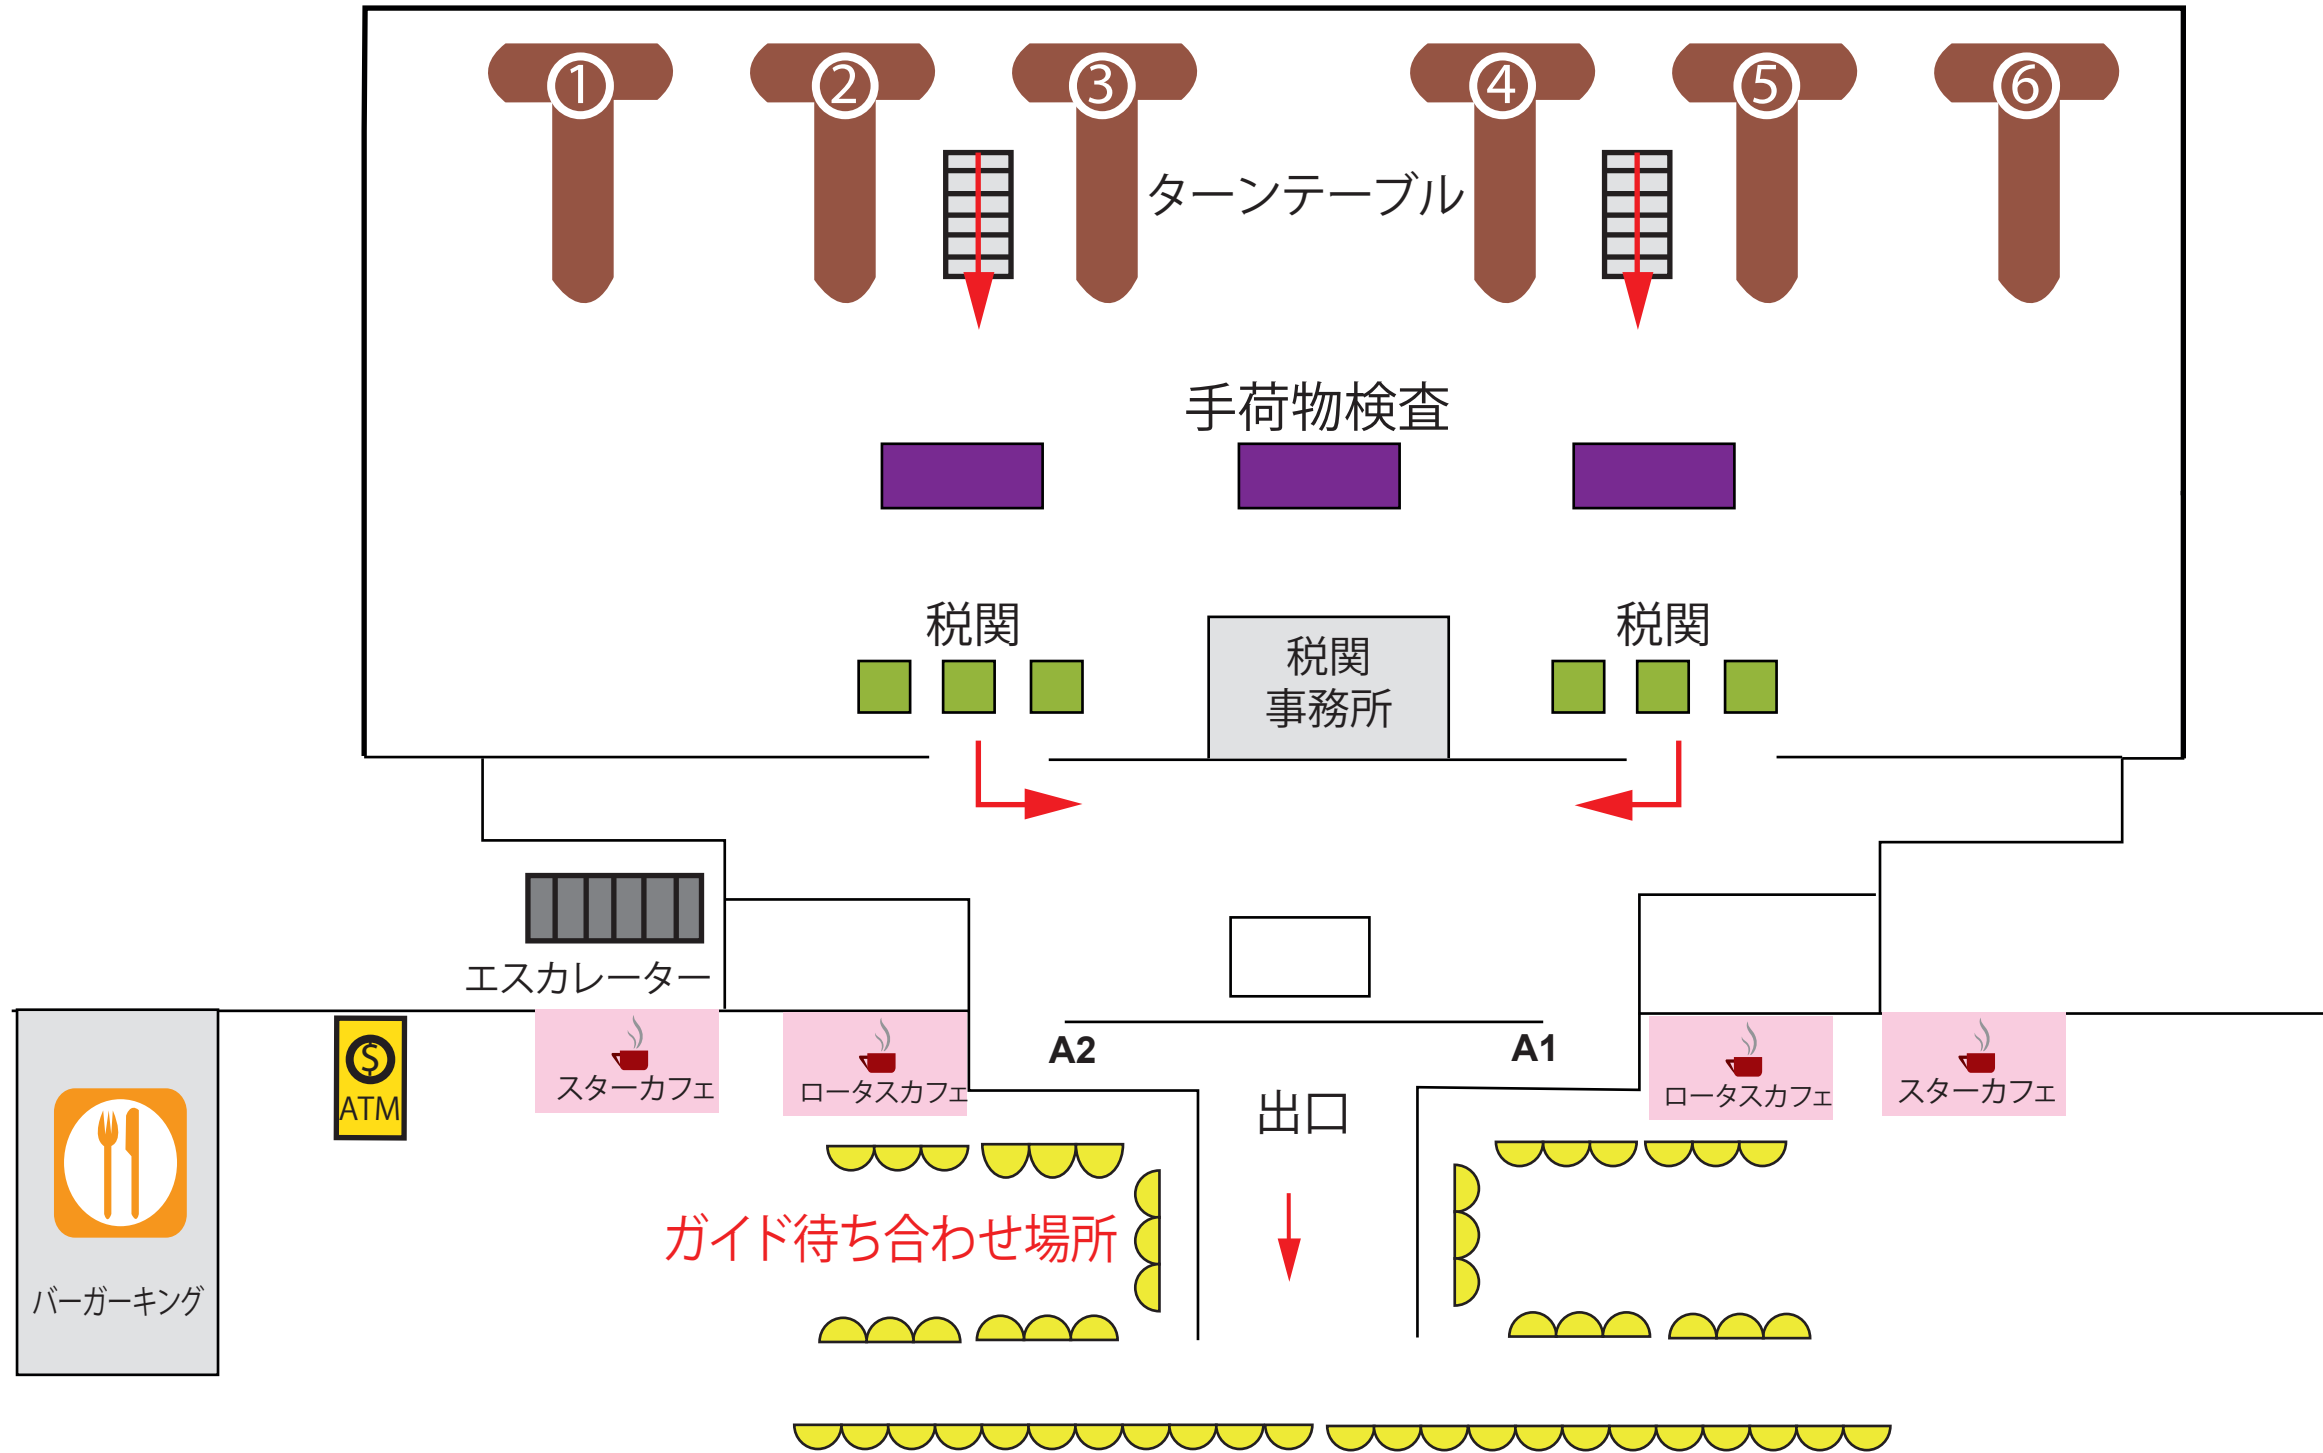 1
2
3
4
5
6
ターンテーブル
手荷物検査
税関
税関
税関
事務所
エスカレーター
A2
A1
$
ATM
スターカフェ
ロータスカフェ
ロータスカフェ
スターカフェ
出口
ガイド待ち合わせ場所
バーガーキング